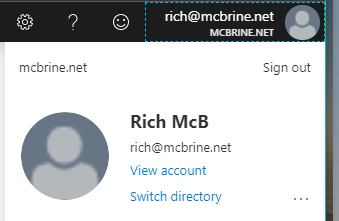 rich@mcbrine.net
MCBRINE.NET
mcbrine.net Sign out
Rich McB
rich@mcbrine.net
View account
Switch directory ...